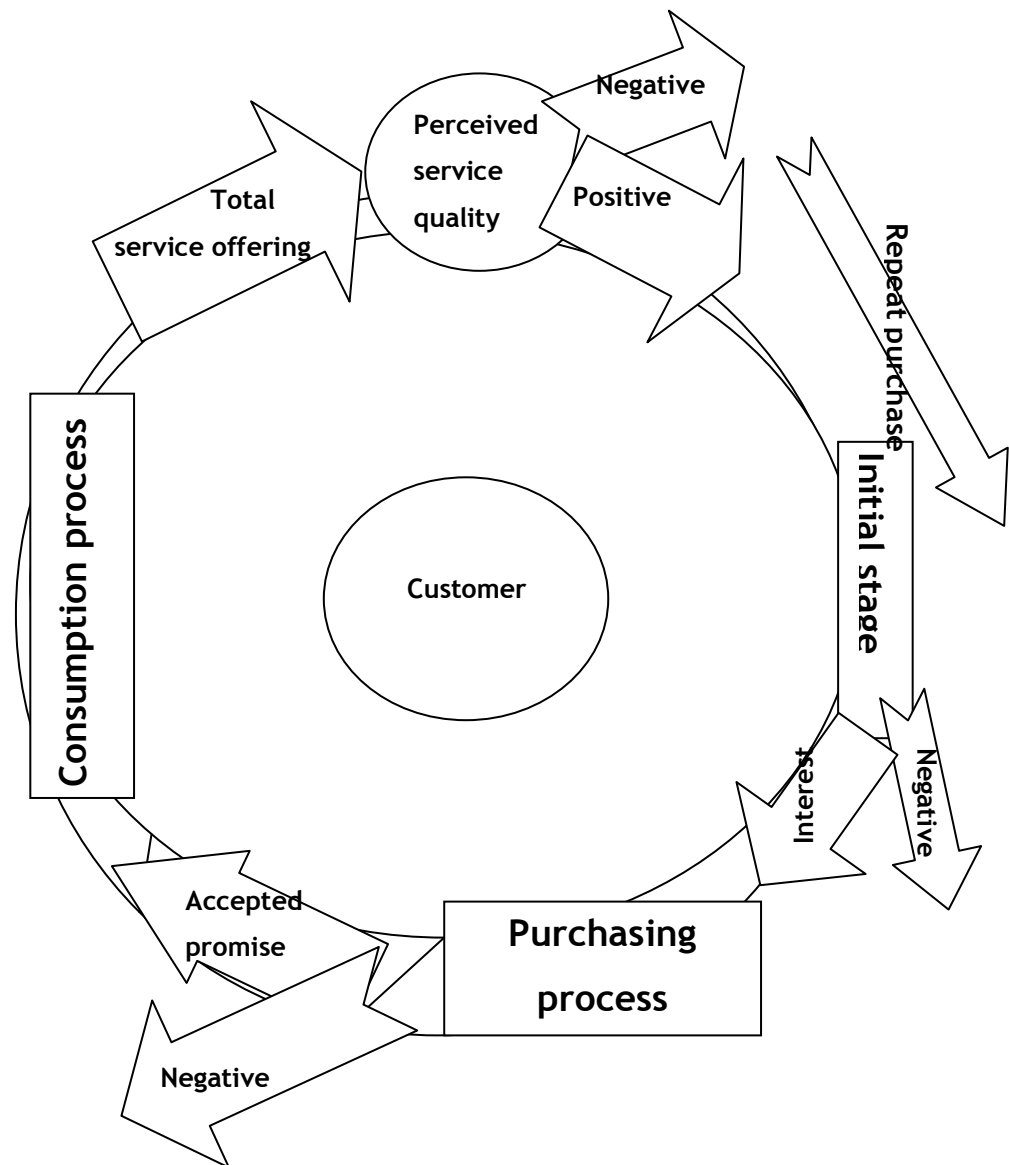 Negative
Perceived
service
quality
Positive
Total
service offering
Repeat purchase
Consumption process
Customer
Initial stage
Interest
Negative
Accepted
promise
Purchasing
process
Negative